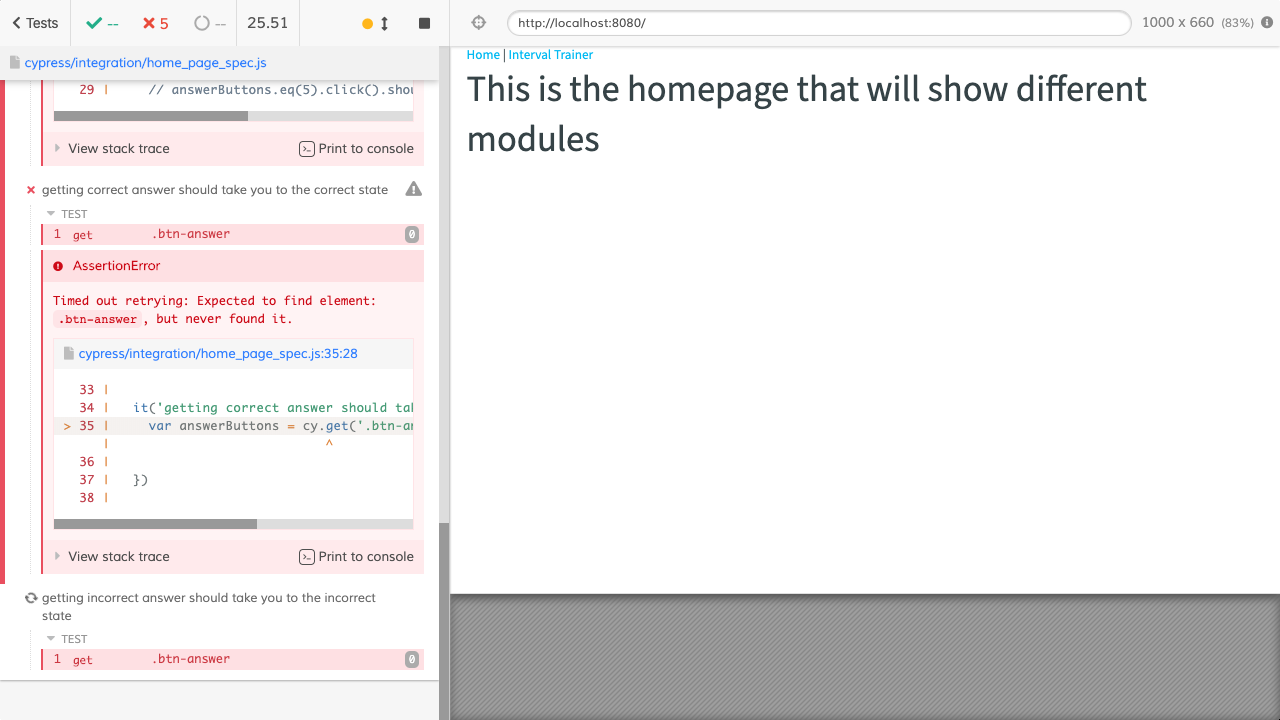 Tests
--
5
--
25.51
http://localhost:8080/
1000 x 660 (83%)
cypress/integration/home_page_spec.js
29 | // answerButtons.eq(5).click().shou
View stack trace
Print to console
getting correct answer should take you to the correct state
TEST
1 get .btn-answer 0
AssertionError
Timed out retrying: Expected to find element:
.btn-answer , but never found it.
cypress/integration/home_page_spec.js:35:28
33 |
34 | it('getting correct answer should tak
> 35 | var answerButtons = cy.get('.btn-an
| ^
36 |
37 | })
38 |
View stack trace
Print to console
getting incorrect answer should take you to the incorrect
state
TEST
1 get .btn-answer 0
Home | Interval Trainer
This is the homepage that will show different
modules